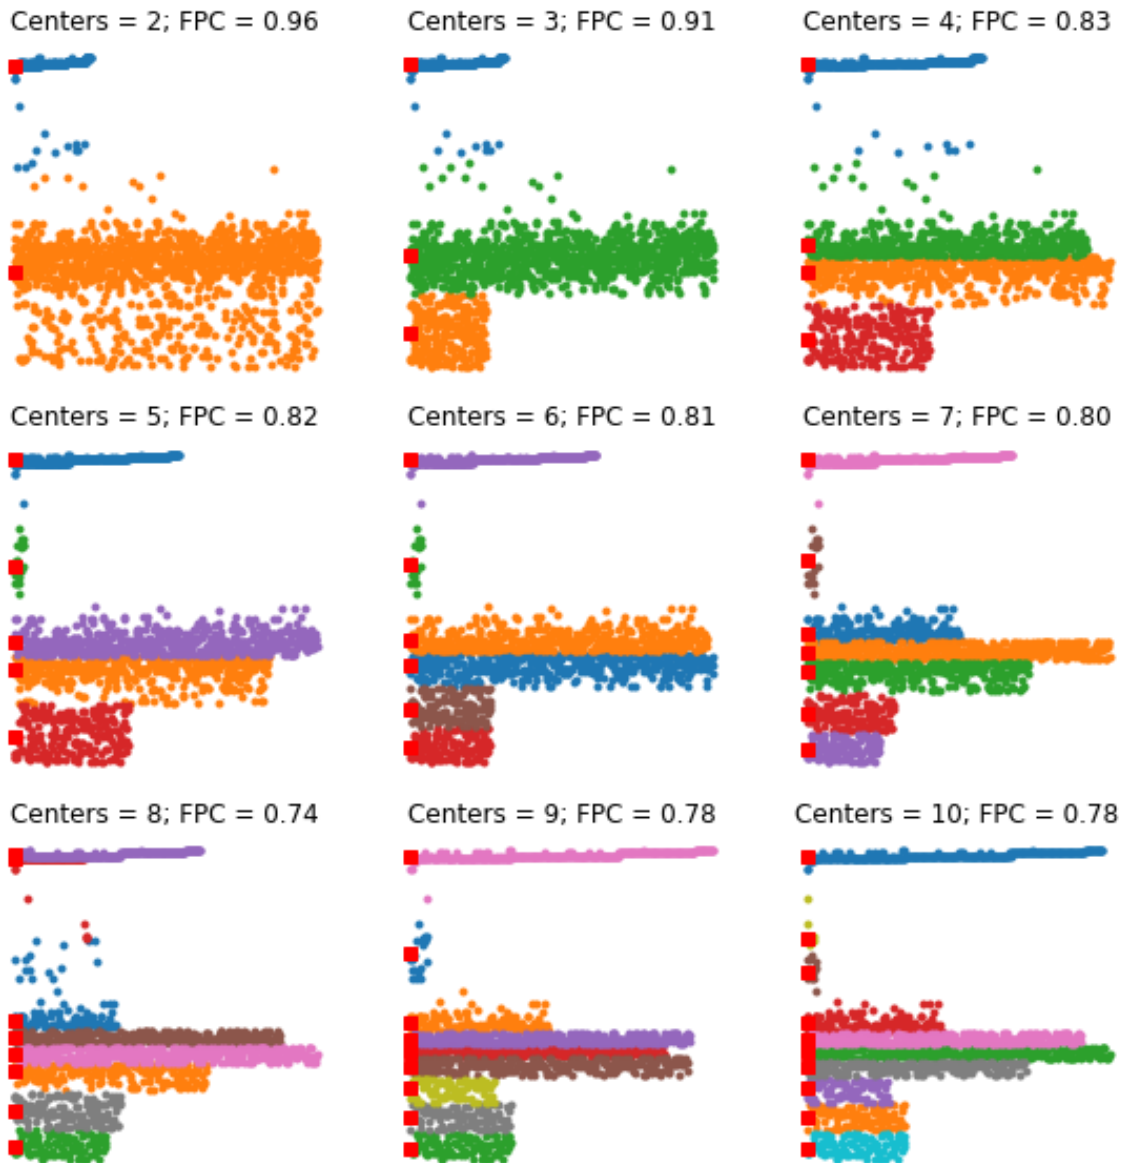 Centers = 2; FPC = 0.96
Centers = 3; FPC = 0.91
Centers = 4; FPC = 0.83
Centers = 5; FPC = 0.82
Centers = 6; FPC = 0.81
Centers = 7; FPC = 0.80
Centers = 8; FPC = 0.74
Centers = 9; FPC = 0.78
Centers = 10; FPC = 0.78